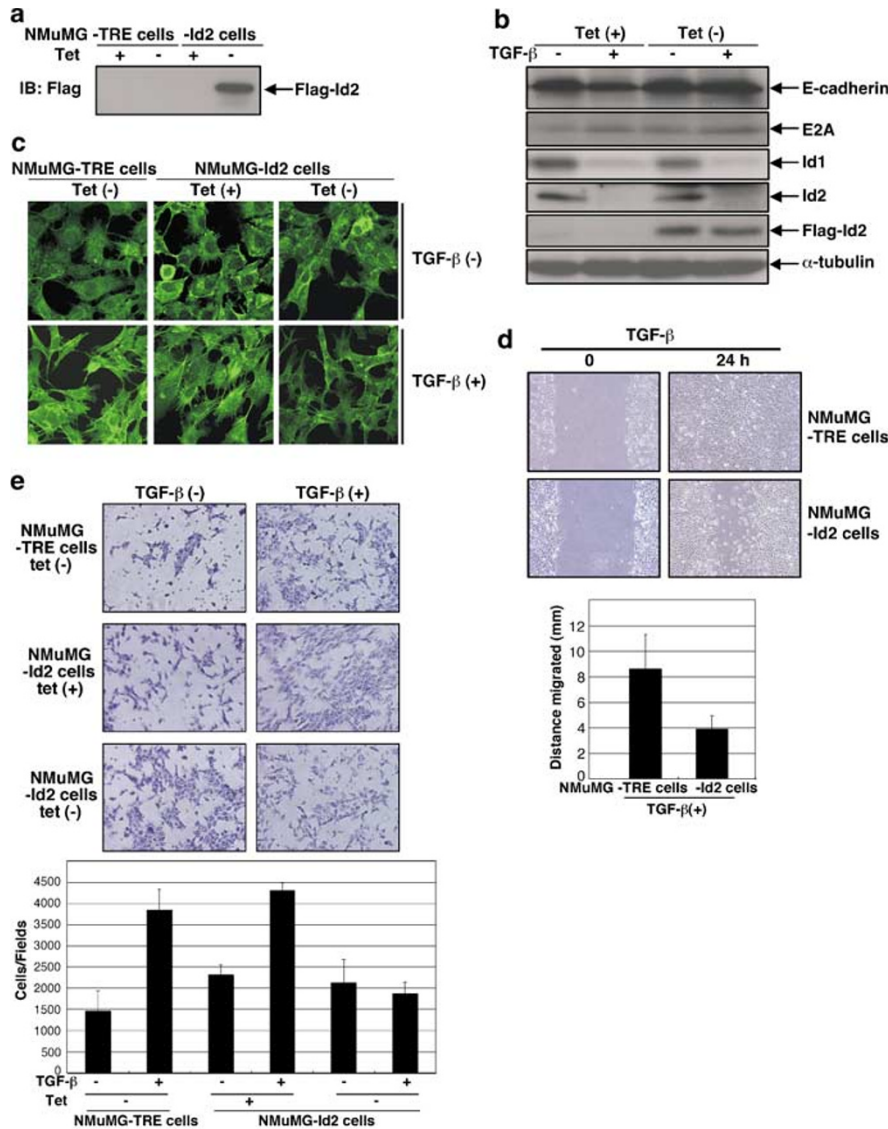 a
NMuMG -TRE cells -Id2 cells
Tet + - + -
IB: Flag
Flag-Id2
b
Tet (+) Tet (-)
TGF-β - + - +
E-cadherin
E2A
Id1
Id2
Flag-Id2
α-tubulin
c
NMuMG-TRE cells NMuMG-Id2 cells
Tet (-) Tet (+) Tet (-)
TGF-β (-)
TGF-β (+)
d
TGF-β
0 24 h
NMuMG
-TRE cells
NMuMG
-Id2 cells
Distance migrated (mm)
12
10
8
6
4
2
0
NMuMG -TRE cells -Id2 cells
TGF-β(+)
e
TGF-β (-) TGF-β (+)
NMuMG
-TRE cells
tet (-)
NMuMG
-Id2 cells
tet (+)
NMuMG
-Id2 cells
tet (-)
Cells/Fields
4500
4000
3500
3000
2500
2000
1500
1000
500
0
TGF-β - + - + - +
Tet - + -
NMuMG-TRE cells NMuMG-Id2 cells